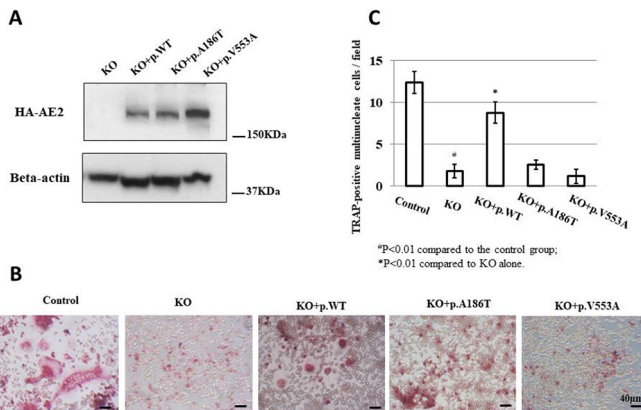 A
KO
KO+p.WT
KO+p.A186T
KO+p.V553A
HA-AE2
150KDa
Beta-actin
37KDa
C
TRAP-positive multinucleate cells/ field
15
10
5
0
Control
KO
KO+p.WT
KO+p.A186T
KO+p.V553A
#
*
#P<0.01 compared to the control group;
*P<0.01 compared to KO alone.
B
Control
KO
KO+p.WT
KO+p.A186T
KO+p.V553A
40μm